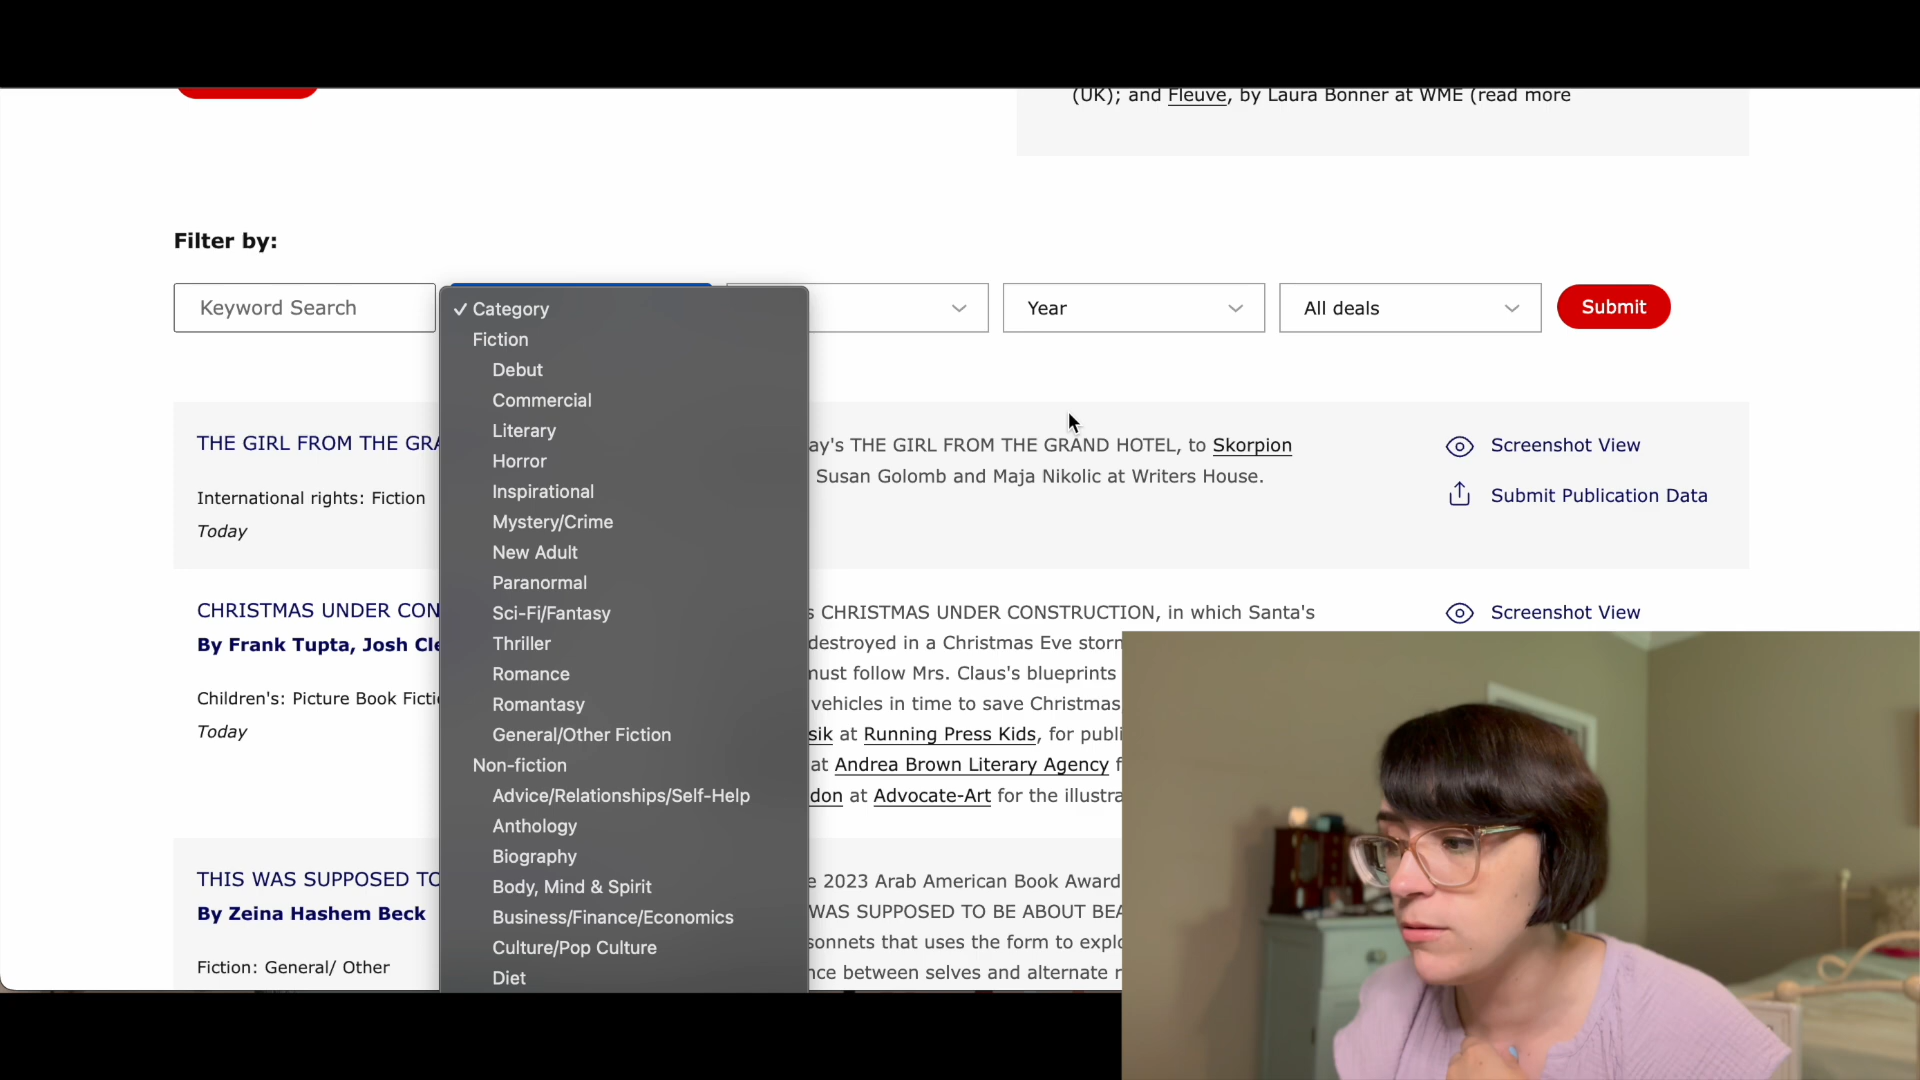 (UK); and Fleuve, by Laura Bonner at WME (read more
Filter by:
Keyword Search
Year
All deals
Submit
✓ Category
Fiction
Debut
Commercial
Literary
Horror
Inspirational
Mystery/Crime
New Adult
Paranormal
Sci-Fi/Fantasy
Thriller
Romance
Romantasy
General/Other Fiction
Non-fiction
Advice/Relationships/Self-Help
Anthology
Biography
Body, Mind & Spirit
Business/Finance/Economics
Culture/Pop Culture
Diet
THE GIRL FROM THE GRA
International rights: Fiction
Today
ay's THE GIRL FROM THE GRAND HOTEL, to Skorpion
Susan Golomb and Maja Nikolic at Writers House.
Screenshot View
Submit Publication Data
CHRISTMAS UNDER CON
By Frank Tupta, Josh Cle
Children's: Picture Book Ficti
Today
s CHRISTMAS UNDER CONSTRUCTION, in which Santa's
destroyed in a Christmas Eve storm
must follow Mrs. Claus's blueprints
vehicles in time to save Christmas
sik at Running Press Kids, for publi
at Andrea Brown Literary Agency f
don at Advocate-Art for the illustra
Screenshot View
THIS WAS SUPPOSED TO
By Zeina Hashem Beck
Fiction: General/ Other
e 2023 Arab American Book Award
WAS SUPPOSED TO BE ABOUT BEA
sonnets that uses the form to explo
nce between selves and alternate r